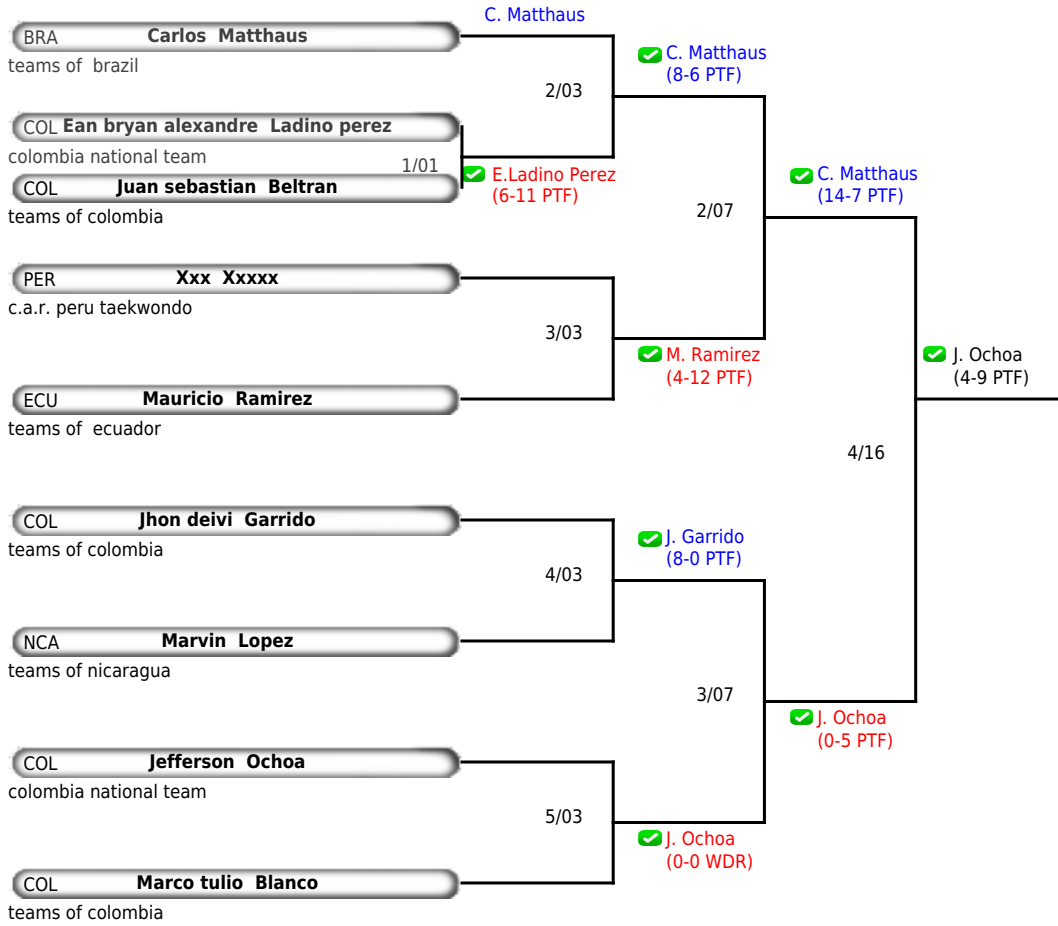 C. Matthaus
BRA Carlos Matthaus
teams of brazil
C. Matthaus
(8-6 PTF)
2/03
COL Ean bryan alexandre Ladino perez
colombia national team
1/01
E.Ladino Perez
(6-11 PTF)
COL Juan sebastian Beltran
teams of colombia
C. Matthaus
(14-7 PTF)
2/07
PER Xxx Xxxxx
c.a.r. peru taekwondo
3/03
M. Ramirez
(4-12 PTF)
J. Ochoa
(4-9 PTF)
ECU Mauricio Ramirez
teams of ecuador
4/16
COL Jhon deivi Garrido
teams of colombia
J. Garrido
(8-0 PTF)
4/03
NCA Marvin Lopez
teams of nicaragua
3/07
J. Ochoa
(0-5 PTF)
COL Jefferson Ochoa
colombia national team
5/03
J. Ochoa
(0-0 WDR)
COL Marco tulio Blanco
teams of colombia